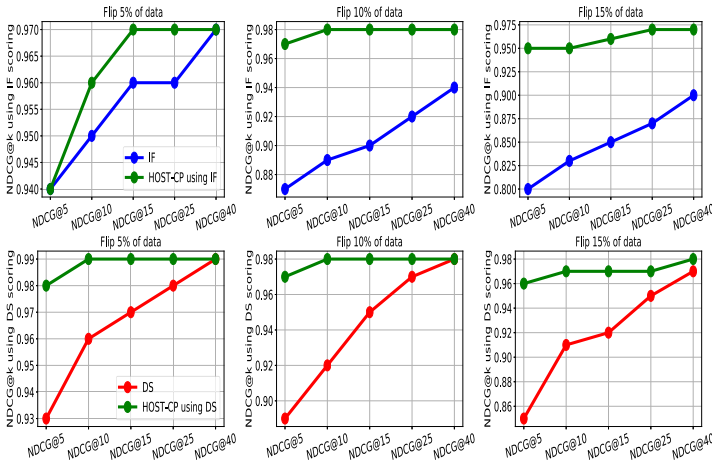 Flip 5% of data
NDCG@k using IF scoring
0.970
0.965
0.960
0.955
0.950
0.945
0.940
IF
HOST-CP using IF
NDCG@5
NDCG@10
NDCG@15
NDCG@25
NDCG@40
Flip 10% of data
NDCG@k using IF scoring
0.98
0.96
0.94
0.92
0.90
0.88
NDCG@5
NDCG@10
NDCG@15
NDCG@25
NDCG@40
Flip 15% of data
NDCG@k using IF scoring
0.975
0.950
0.925
0.900
0.875
0.850
0.825
0.800
NDCG@5
NDCG@10
NDCG@15
NDCG@25
NDCG@40
Flip 5% of data
NDCG@k using DS scoring
0.99
0.98
0.97
0.96
0.95
0.94
0.93
DS
HOST-CP using DS
NDCG@5
NDCG@10
NDCG@15
NDCG@25
NDCG@40
Flip 10% of data
NDCG@k using DS scoring
0.98
0.96
0.94
0.92
0.90
NDCG@5
NDCG@10
NDCG@15
NDCG@25
NDCG@40
Flip 15% of data
NDCG@k using DS scoring
0.98
0.96
0.94
0.92
0.90
0.88
0.86
NDCG@5
NDCG@10
NDCG@15
NDCG@25
NDCG@40